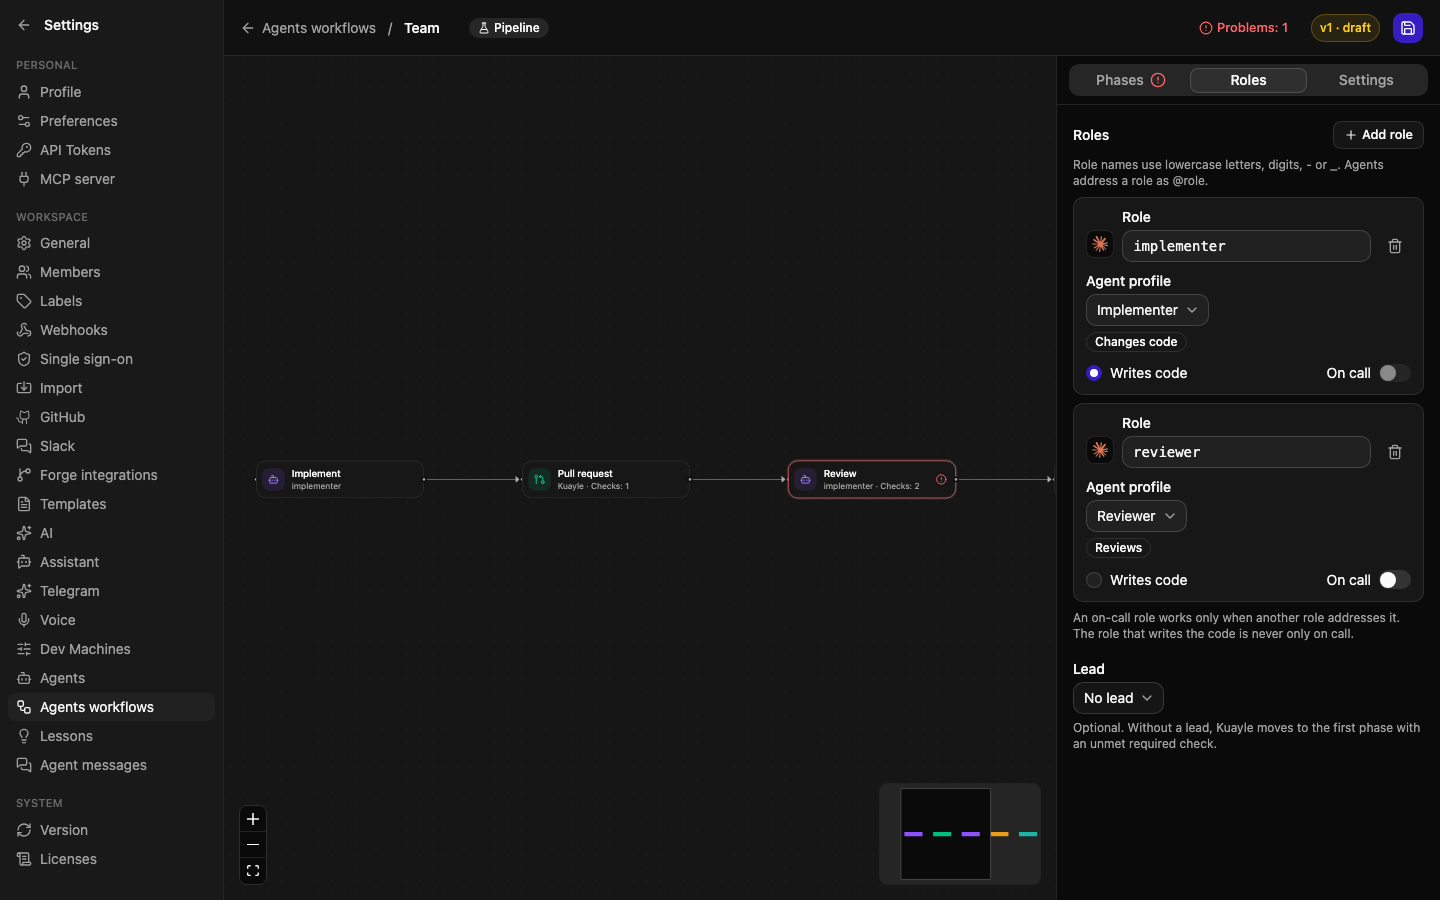 Settings
PERSONAL
Profile
Preferences
API Tokens
MCP server
WORKSPACE
General
Members
Labels
Webhooks
Single sign-on
Import
GitHub
Slack
Forge integrations
Templates
AI
Assistant
Telegram
Voice
Dev Machines
Agents
Agents workflows
Lessons
Agent messages
SYSTEM
Version
Licenses
Agents workflows / Team
Pipeline
Problems: 1
v1 · draft
Implement
implementer
Pull request
Kuayle · Checks: 1
Review
implementer · Checks: 2
Phases
Roles
Settings
Roles
Add role
Role names use lowercase letters, digits, - or _. Agents
address a role as @role.
Role
implementer
Agent profile
Implementer
Changes code
Writes code
On call
Role
reviewer
Agent profile
Reviewer
Reviews
Writes code
On call
An on-call role works only when another role addresses it.
The role that writes the code is never only on call.
Lead
No lead
Optional. Without a lead, Kuayle moves to the first phase with
an unmet required check.